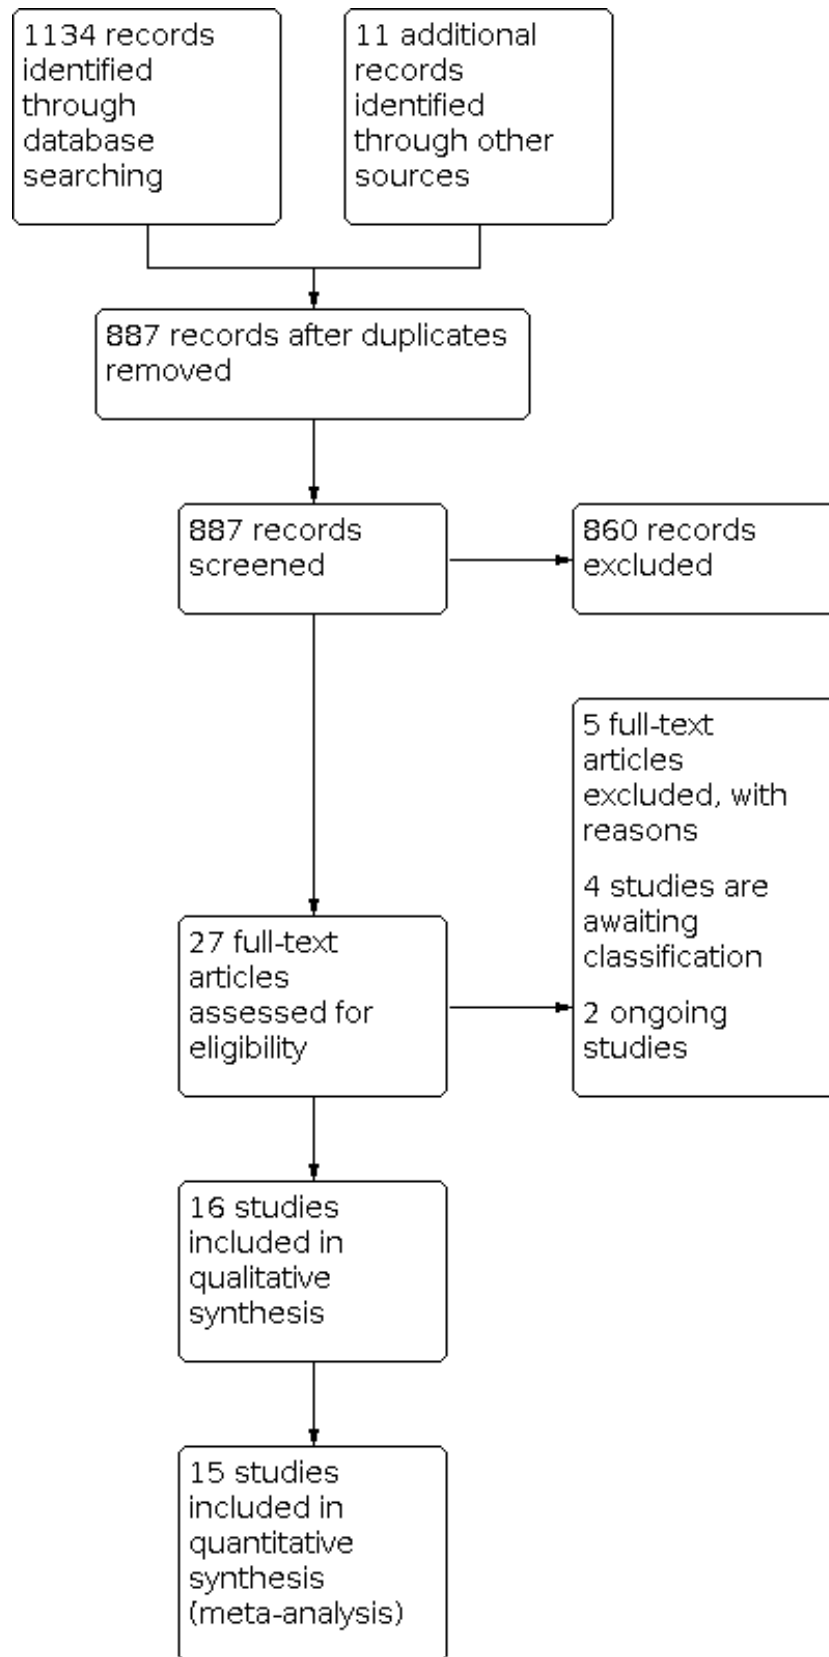 1134 records
identified
through
database
searching
11 additional
records
identified
through other
sources
887 records after duplicates
removed
887 records
screened
860 records
excluded
5 full-text
articles
excluded, with
reasons
4 studies are
awaiting
classification
2 ongoing
studies
27 full-text
articles
assessed for
eligibility
16 studies
included in
qualitative
synthesis
15 studies
included in
quantitative
synthesis
(meta-analysis)